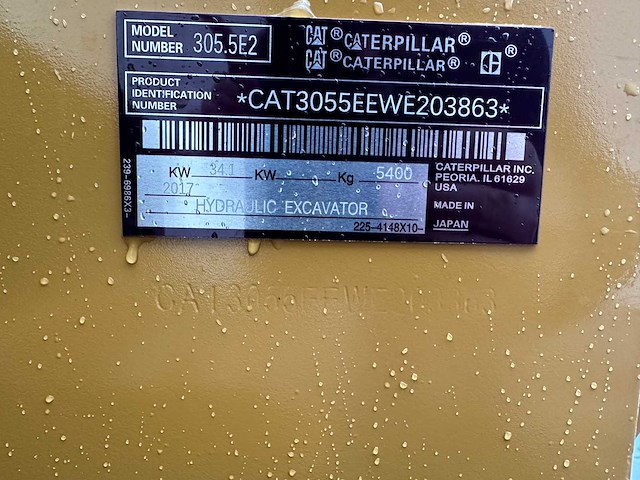 MODEL NUMBER 305.5E2
CAT® CATERPILLAR®
CAT® CATERPILLAR® ®
PRODUCT IDENTIFICATION NUMBER *CAT3055EEWE203863*
KW 34.1 KW Kg 5400
2017
HYDRAULIC EXCAVATOR
225-4148X10-
CATERPILLAR INC.
PEORIA. IL 61629
USA
MADE IN
JAPAN
239-6986X3-
CAT3055EEWE203863